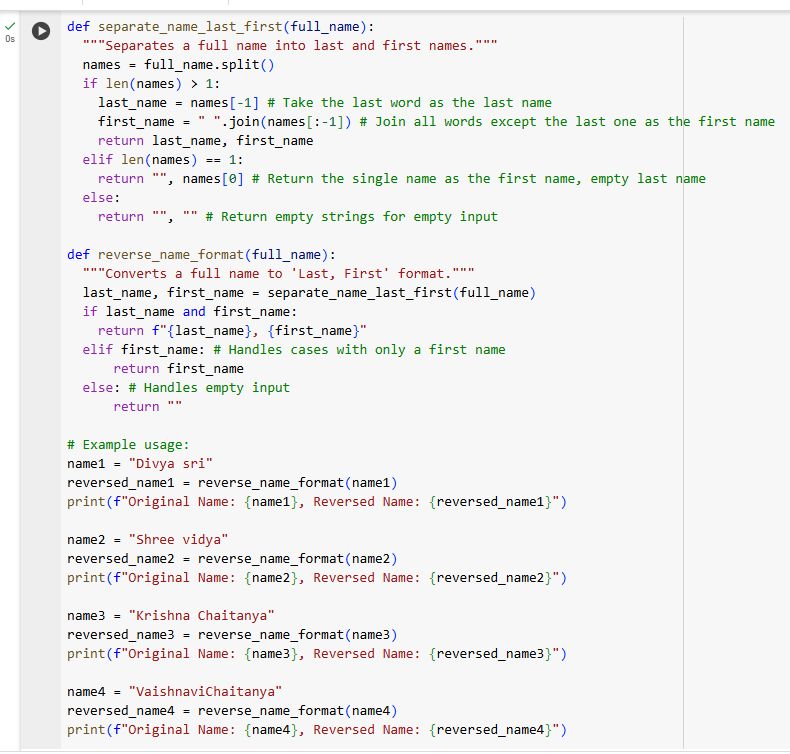 0s
def separate_name_last_first(full_name):
  """Separates a full name into last and first names."""
  names = full_name.split()
  if len(names) > 1:
    last_name = names[-1] # Take the last word as the last name
    first_name = " ".join(names[:-1]) # Join all words except the last one as the first name
    return last_name, first_name
  elif len(names) == 1:
    return "", names[0] # Return the single name as the first name, empty last name
  else:
    return "", "" # Return empty strings for empty input

def reverse_name_format(full_name):
  """Converts a full name to 'Last, First' format."""
  last_name, first_name = separate_name_last_first(full_name)
  if last_name and first_name:
    return f"{last_name}, {first_name}"
  elif first_name: # Handles cases with only a first name
      return first_name
  else: # Handles empty input
      return ""

# Example usage:
name1 = "Divya sri"
reversed_name1 = reverse_name_format(name1)
print(f"Original Name: {name1}, Reversed Name: {reversed_name1}")

name2 = "Shree vidya"
reversed_name2 = reverse_name_format(name2)
print(f"Original Name: {name2}, Reversed Name: {reversed_name2}")

name3 = "Krishna Chaitanya"
reversed_name3 = reverse_name_format(name3)
print(f"Original Name: {name3}, Reversed Name: {reversed_name3}")

name4 = "VaishnaviChaitanya"
reversed_name4 = reverse_name_format(name4)
print(f"Original Name: {name4}, Reversed Name: {reversed_name4}")